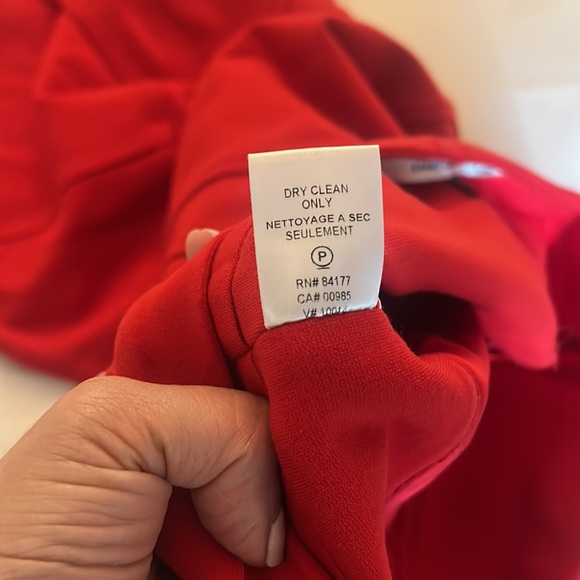 DRY CLEAN
ONLY
NETTOYAGE A SEC
SEULEMENT
P
RN# 84177
CA# 00985
V#